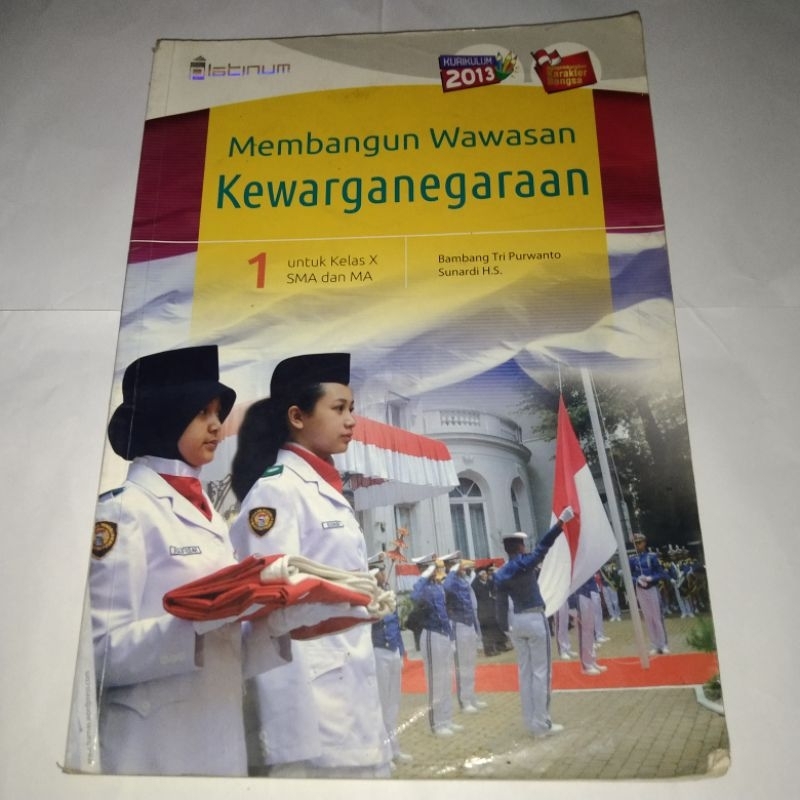 Platinum
KURIKULUM
2013
Karakter
Bangsa
Membangun Wawasan
Kewarganegaraan
1
untuk Kelas X
SMA dan MA
Bambang Tri Purwanto
Sunardi H.S.